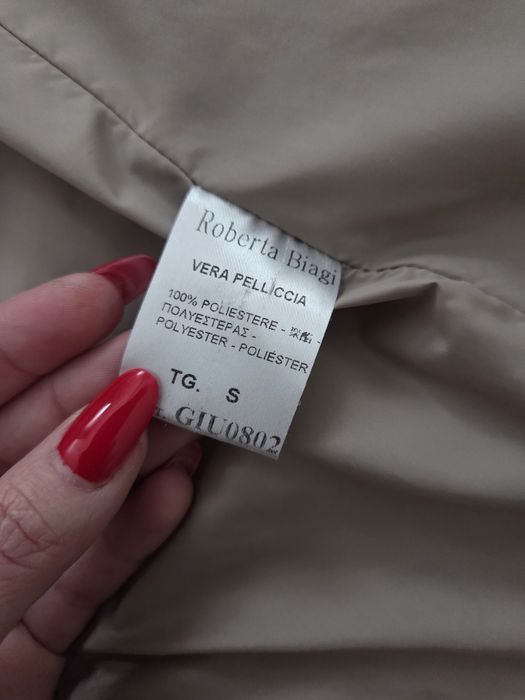 Roberta Biagi
VERA PELLICCIA
100% POLIESTERE - -
ΠΟΛΥΕΣΤΕΡΑΣ -
POLYESTER - POLIÉSTER
TG. S
GIU0802